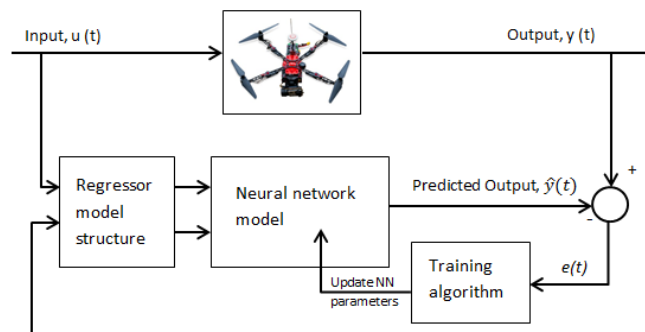 Input, u (t)
Output, y (t)
+
Regressor
model
structure
Neural network
model
Predicted Output, ŷ(t)
-
Update NN
parameters
Training
algorithm
e(t)